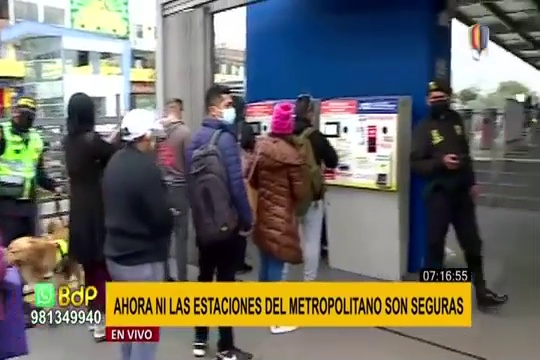 07:16:55
BDP
981349940
AHORA NI LAS ESTACIONES DEL METROPOLITANO SON SEGURAS
EN VIVO